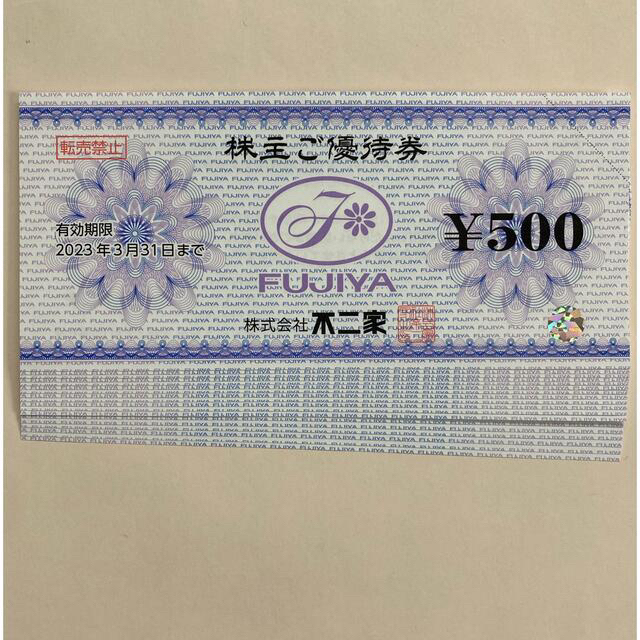 転売禁止
株主ご優待券
有効期限
2023年3月31日まで
F
FUJIYA
¥500
株式会社 不二家